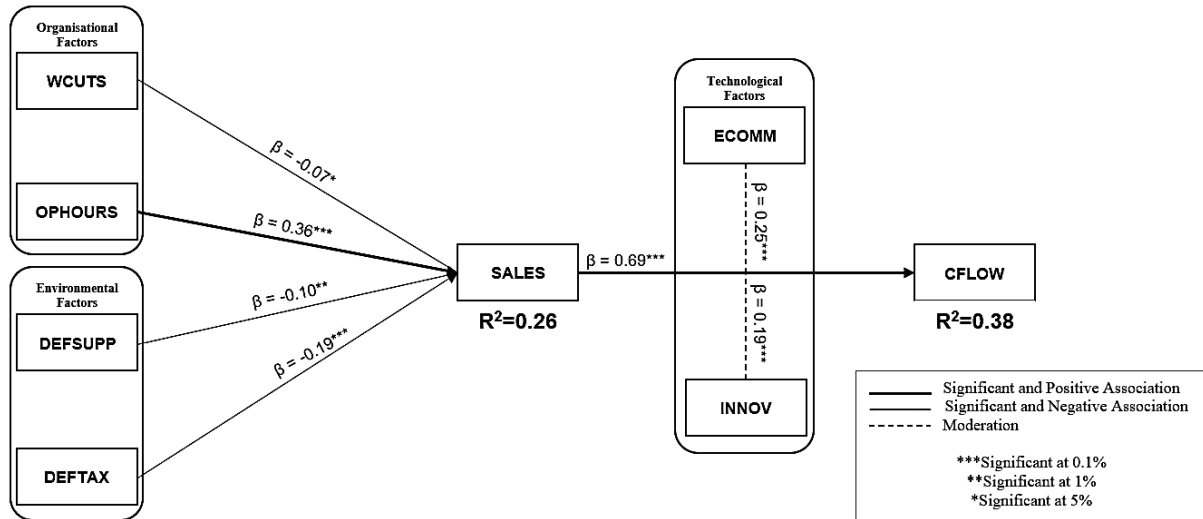 Organisational
Factors
WCUTS
OPHOURS
Environmental
Factors
DEFSUPP
DEFTAX
β = -0.07*
β = 0.36***
β = -0.10**
β = -0.19***
SALES
R²=0.26
β = 0.69***
Technological
Factors
ECOMM
β = 0.25***
β = 0.19***
INNOV
CFLOW
R²=0.38
Significant and Positive Association
Significant and Negative Association
Moderation
***Significant at 0.1%
**Significant at 1%
*Significant at 5%